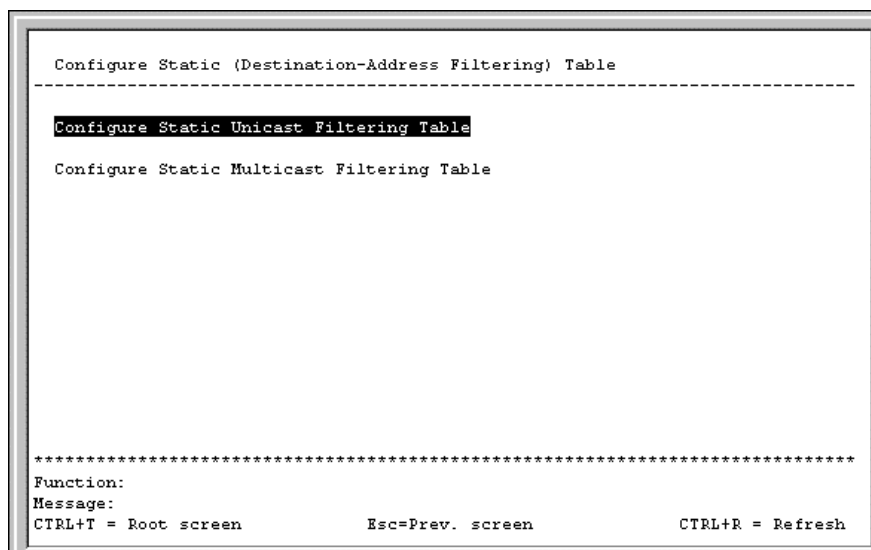 Configure Static (Destination-Address Filtering) Table
--------------------------------------------------------------------------------
Configure Static Unicast Filtering Table
Configure Static Multicast Filtering Table
********************************************************************************
Function:
Message:
CTRL+T = Root screen Esc=Prev. screen CTRL+R = Refresh